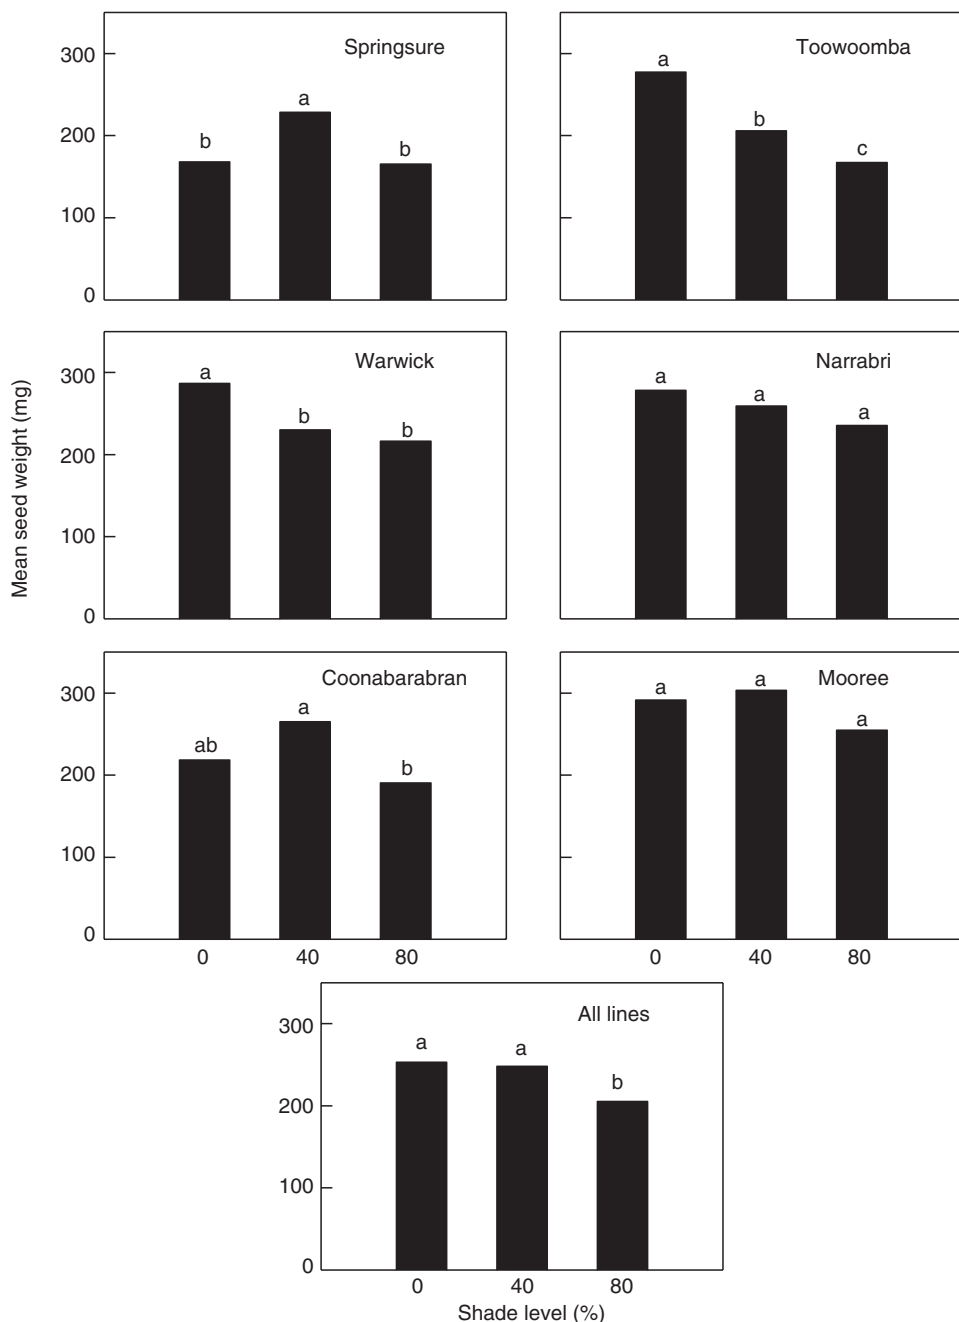 300
200
100
0
Springsure
b
a
b
Toowoomba
a
b
c
Mean seed weight (mg)
300
200
100
0
Warwick
a
b
b
Narrabri
a
a
a
300
200
100
0
Coonabarabran
ab
a
b
0 40 80
Mooree
a
a
a
0 40 80
300
200
100
0
All lines
a
a
b
0 40 80
Shade level (%)